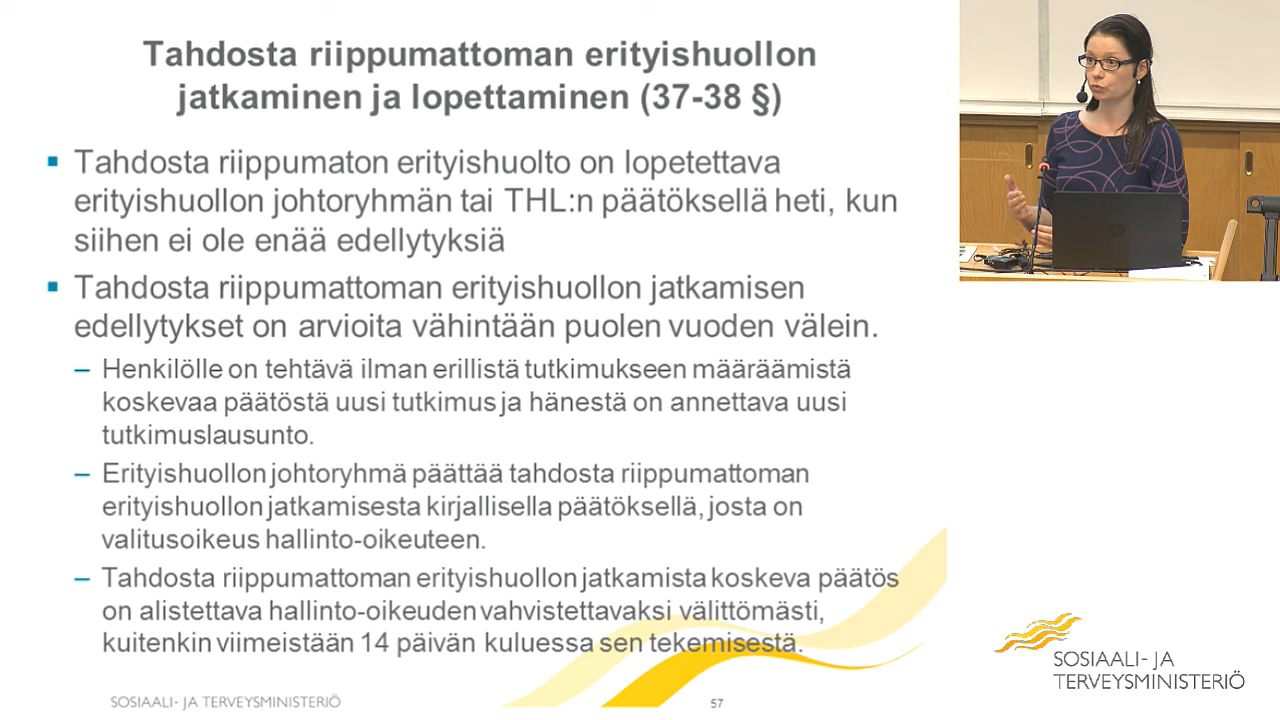 Tahdosta riippumattoman erityishuollon
jatkaminen ja lopettaminen (37-38 §)
▪ Tahdosta riippumaton erityishuolto on lopetettava
erityishuollon johtoryhmän tai THL:n päätöksellä heti, kun
siihen ei ole enää edellytyksiä
▪ Tahdosta riippumattoman erityishuollon jatkamisen
edellytykset on arvioita vähintään puolen vuoden välein.
– Henkilölle on tehtävä ilman erillistä tutkimukseen määräämistä
koskevaa päätöstä uusi tutkimus ja hänestä on annettava uusi
tutkimuslausunto.
– Erityishuollon johtoryhmä päättää tahdosta riippumattoman
erityishuollon jatkamisesta kirjallisella päätöksellä, josta on
valitusoikeus hallinto-oikeuteen.
– Tahdosta riippumattoman erityishuollon jatkamista koskeva päätös
on alistettava hallinto-oikeuden vahvistettavaksi välittömästi,
kuitenkin viimeistään 14 päivän kuluessa sen tekemisestä.
SOSIAALI- JA TERVEYSMINISTERIÖ
57
SOSIAALI- JA
TERVEYSMINISTERIÖ